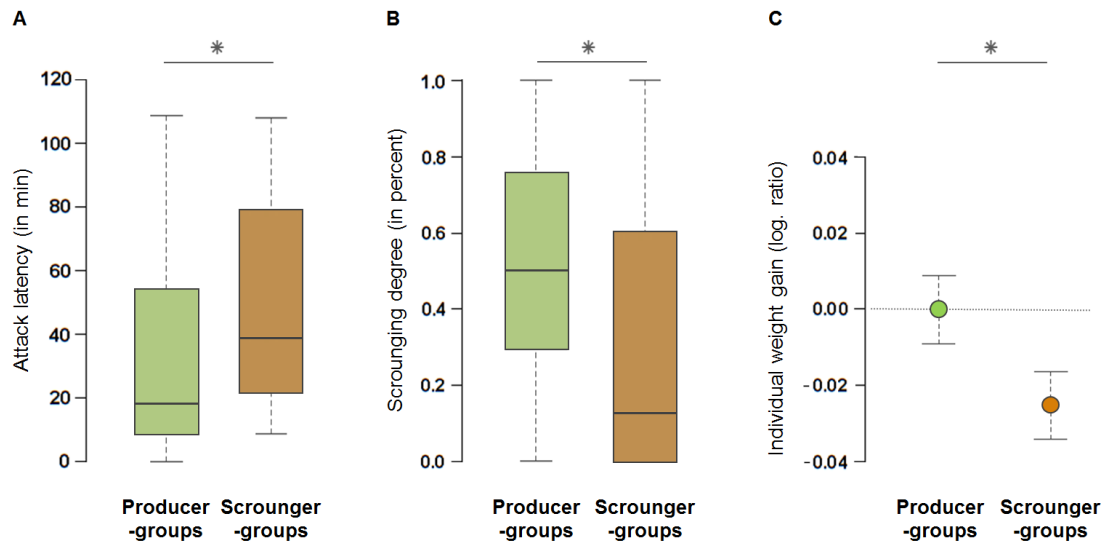 A
B
C
*
*
*
Attack latency (in min)
120
100
80
60
40
20
0
Producer
-groups
Scrounger
-groups
Scrounging degree (in percent)
1.0
0.8
0.6
0.4
0.2
0.0
Producer
-groups
Scrounger
-groups
Individual weight gain (log. ratio)
0.04
0.02
0.00
-0.02
-0.04
Producer
-groups
Scrounger
-groups